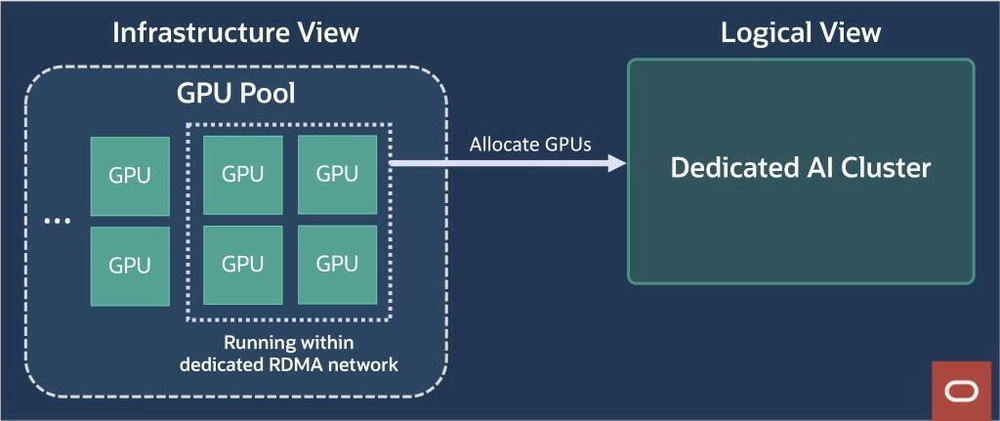 Infrastructure View
Logical View
GPU Pool
GPU
GPU
GPU
...
GPU
GPU
GPU
Running within
dedicated RDMA network
Allocate GPUs
Dedicated AI Cluster